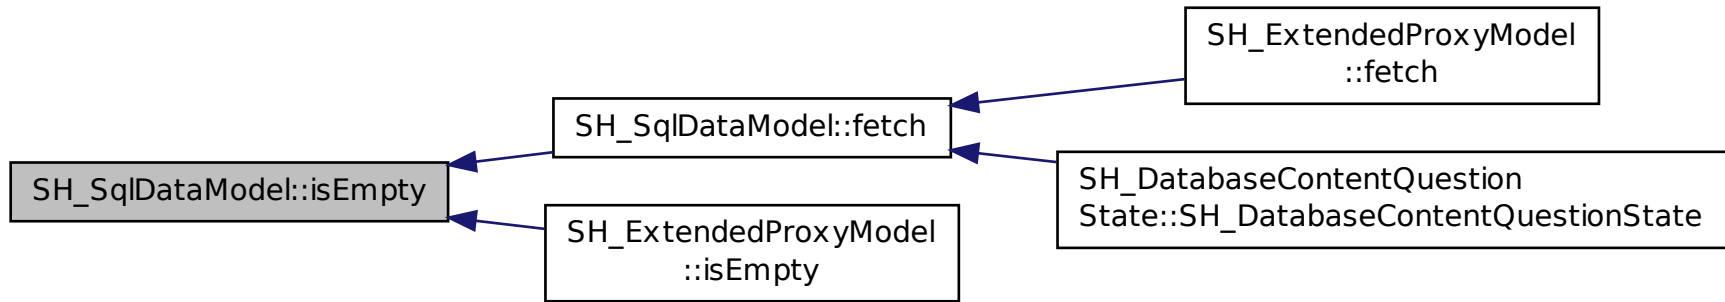 SH_ExtendedProxyModel
::fetch
SH_SqlDataModel::fetch
SH_DatabaseContentQuestion
State::SH_DatabaseContentQuestionState
SH_SqlDataModel::isEmpty
SH_ExtendedProxyModel
::isEmpty